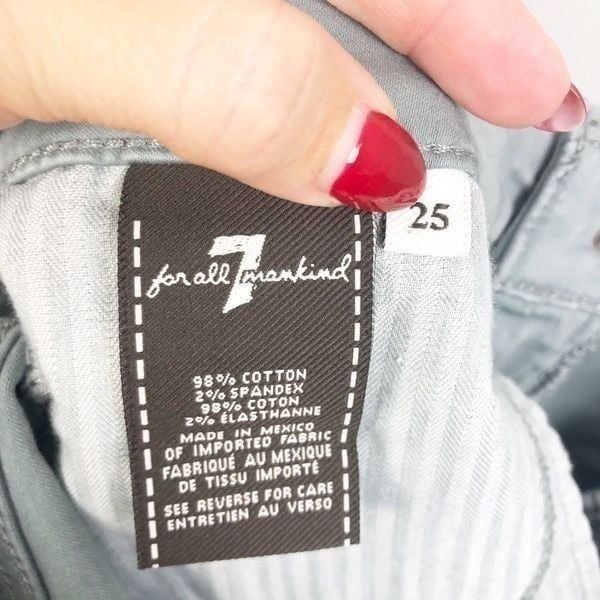 25
for all 7 mankind
98% COTTON
2% SPANDEX
98% COTON
2% ÉLASTHANNE
MADE IN MEXICO
OF IMPORTED FABRIC
FABRIQUÉ AU MEXIQUE
DE TISSU IMPORTÉ
SEE REVERSE FOR CARE
ENTRETIEN AU VERSO